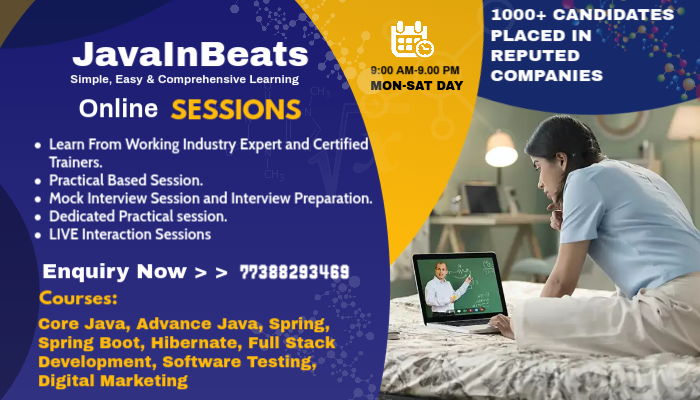 JavaInBeats
Simple, Easy & Comprehensive Learning
Online SESSIONS
• Learn From Working Industry Expert and Certified
Trainers.
• Practical Based Session.
• Mock Interview Session and Interview Preparation.
• Dedicated Practical session.
• LIVE Interaction Sessions
Enquiry Now > > 77388293469
Courses:
Core Java, Advance Java, Spring,
Spring Boot, Hibernate, Full Stack
Development, Software Testing,
Digital Marketing
9:00 AM-9.00 PM
MON-SAT DAY
1000+ CANDIDATES
PLACED IN
REPUTED
COMPANIES